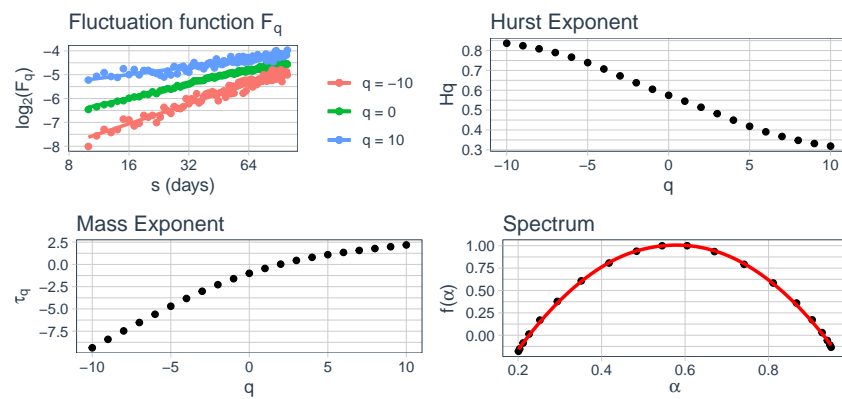 Fluctuation function Fq
log2(Fq)
−4
−5
−6
−7
−8
8 16 32 64
s (days)
q = −10
q = 0
q = 10
Hurst Exponent
Hq
0.8
0.7
0.6
0.5
0.4
0.3
−10 −5 0 5 10
q
Mass Exponent
τq
2.5
0.0
−2.5
−5.0
−7.5
−10 −5 0 5 10
q
Spectrum
f(α)
1.00
0.75
0.50
0.25
0.00
0.2 0.4 0.6 0.8
α